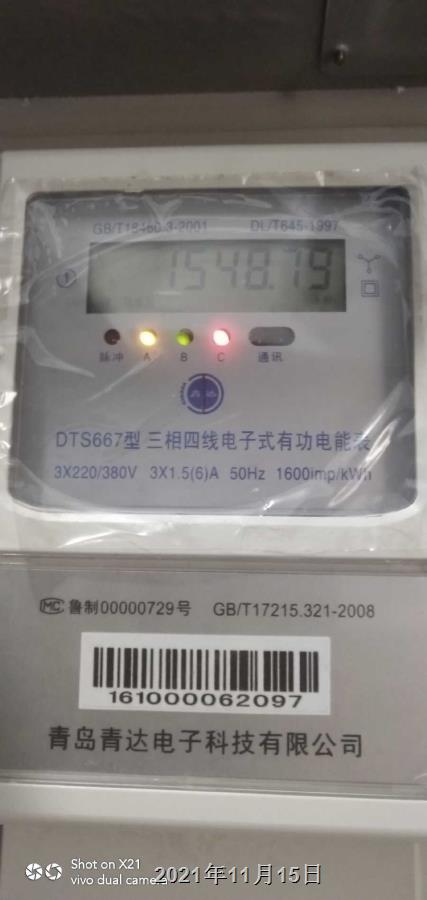 GB/T18460.3-2001 DL/T645-1997
1548.79
脉冲 A B C 通讯
DTS667型 三相四线电子式有功电能表
3X220/380V 3X1.5(6)A 50Hz 1600imp/kWh
MC 鲁制00000729号 GB/T17215.321-2008
161000062097
青岛青达电子科技有限公司
Shot on X21
vivo dual camera
2021年11月15日